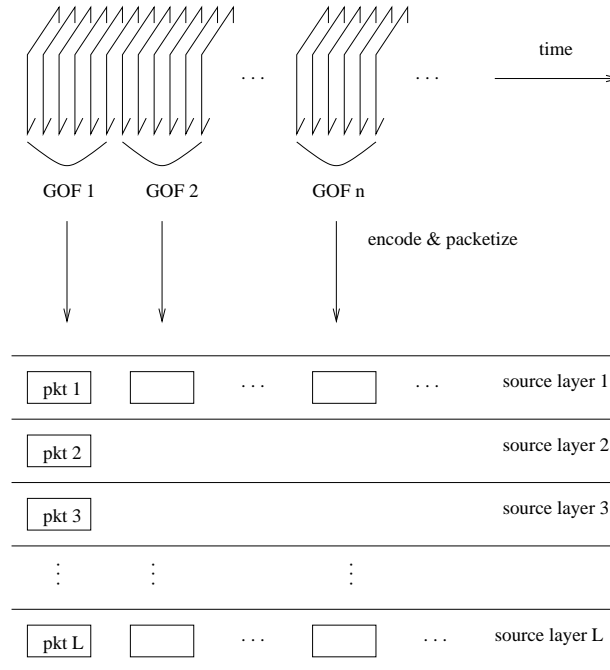 . . .
. . .
time
GOF 1
GOF 2
GOF n
encode & packetize
pkt 1
. . .
. . .
source layer 1
pkt 2
source layer 2
pkt 3
source layer 3
pkt L
. . .
. . .
source layer L